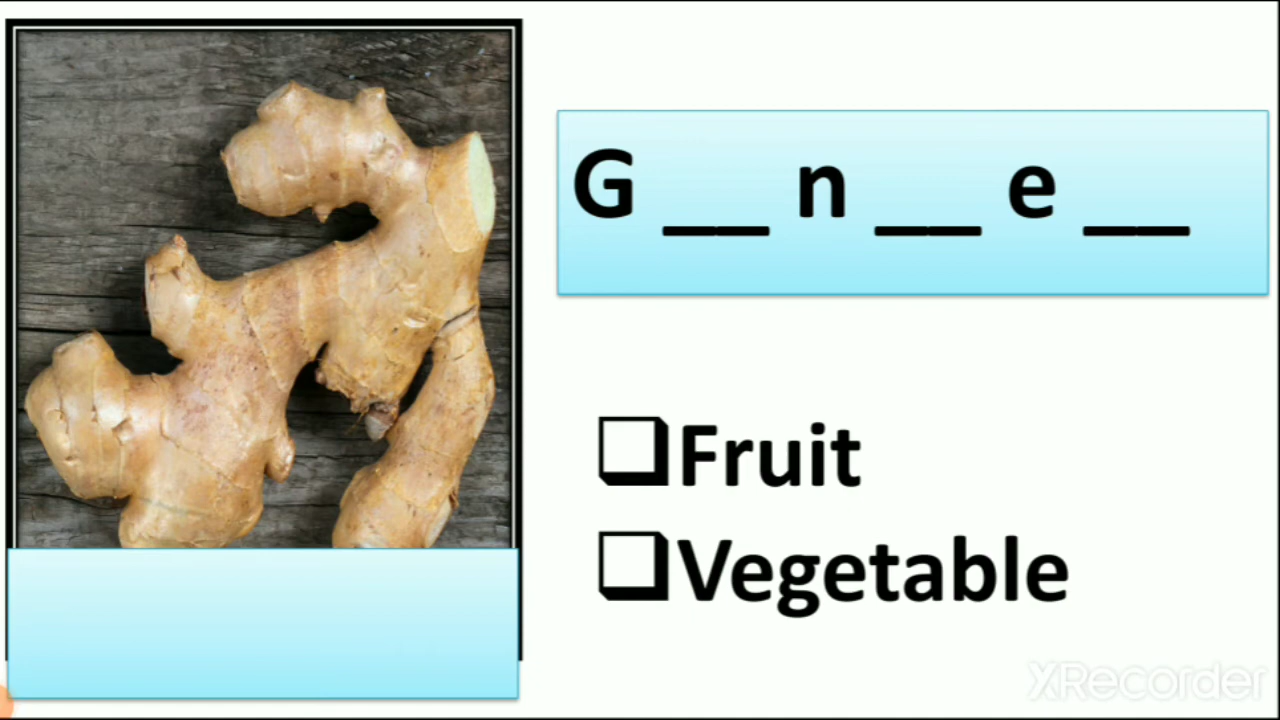 G __ n __ e __
❑Fruit
❑Vegetable
XRecorder